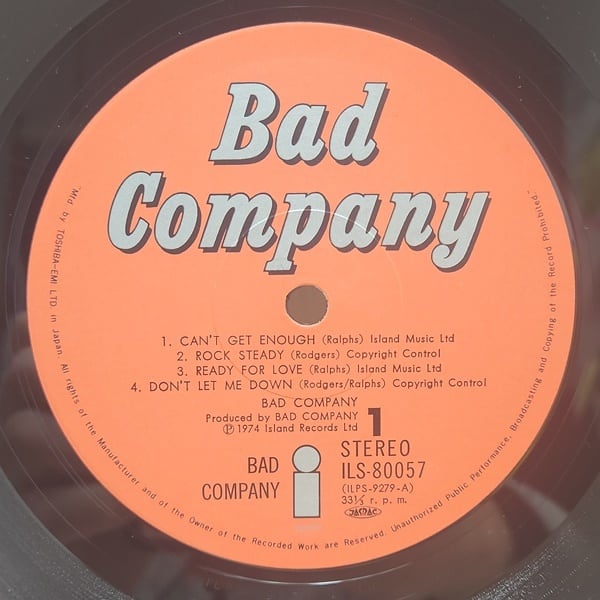 Bad
Company
1. CAN'T GET ENOUGH (Ralphs) Island Music Ltd
2. ROCK STEADY (Rodgers) Copyright Control
3. READY FOR LOVE (Ralphs) Island Music Ltd
4. DON'T LET ME DOWN (Rodgers/Ralphs) Copyright Control
BAD COMPANY
Produced by BAD COMPANY
℗ 1974 Island Records Ltd
1
BAD
COMPANY
i
STEREO
ILS-80057
(ILPS-9279-A)
33⅓ r. p. m.
JASRAC
"Mfd by TOSHIBA-EMI LTD. in Japan. All rights of the Manufacturer and of the Owner of the Recorded Work are Reserved. Unauthorized Public Performance, Broadcasting and Copying of the Record Prohibited."